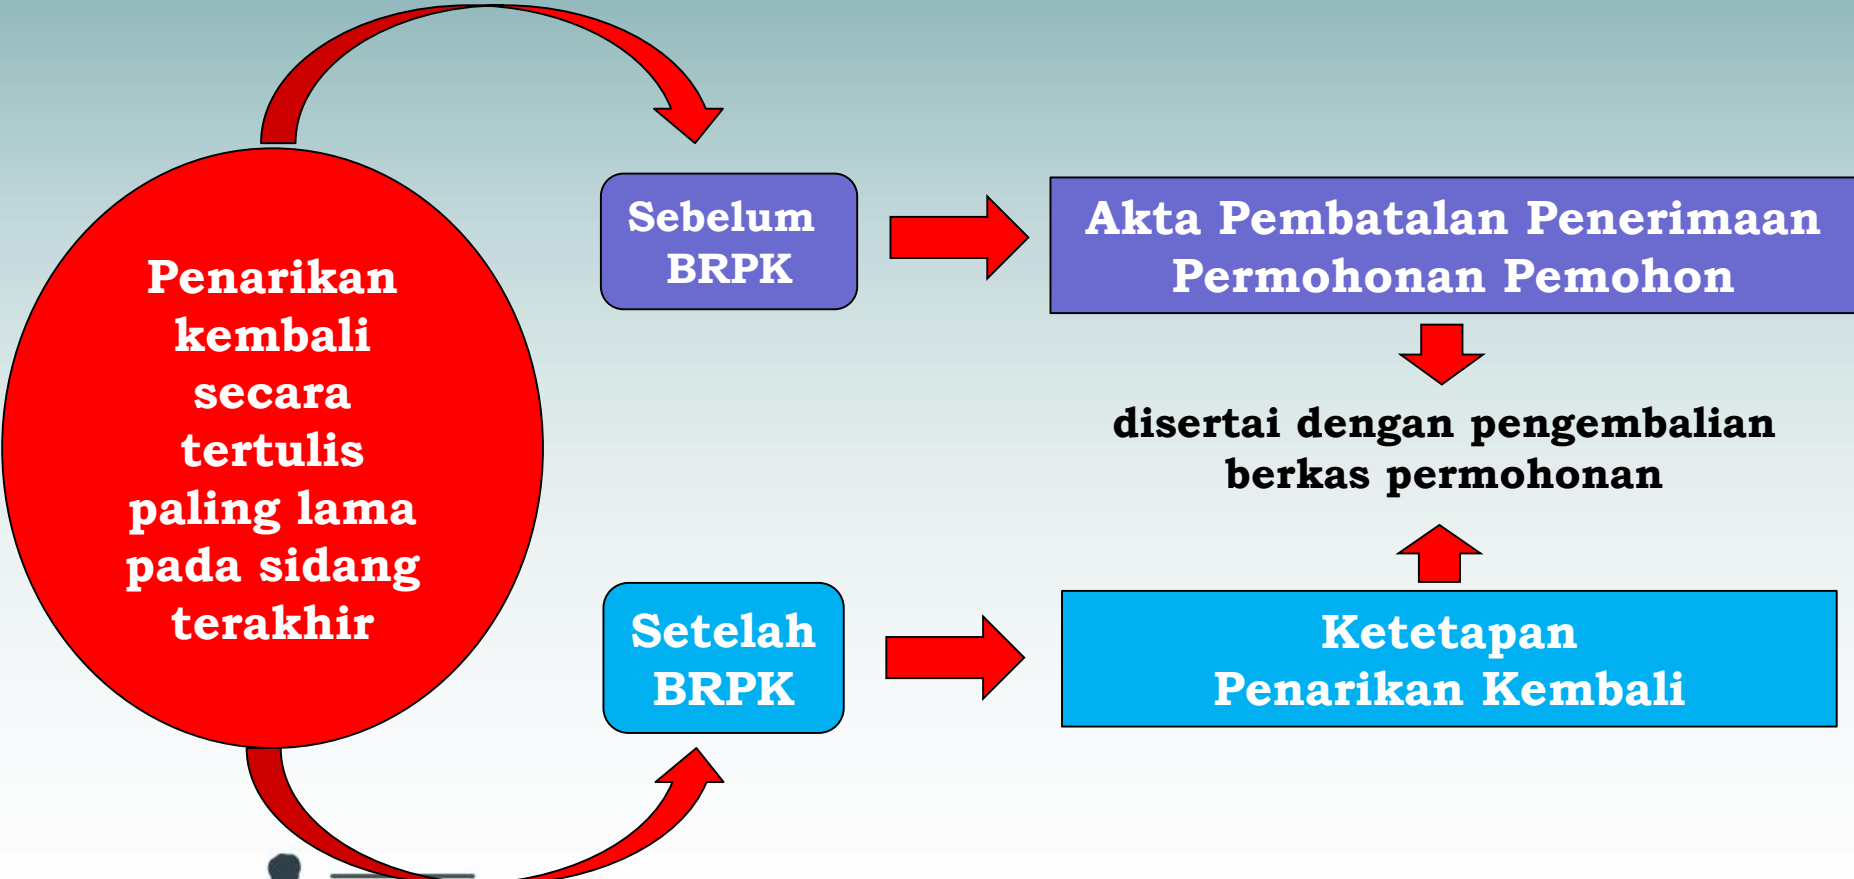 Penarikan
kembali
secara
tertulis
paling lama
pada sidang
terakhir
Sebelum
BRPK
Akta Pembatalan Penerimaan
Permohonan Pemohon
disertai dengan pengembalian
berkas permohonan
Setelah
BRPK
Ketetapan
Penarikan Kembali